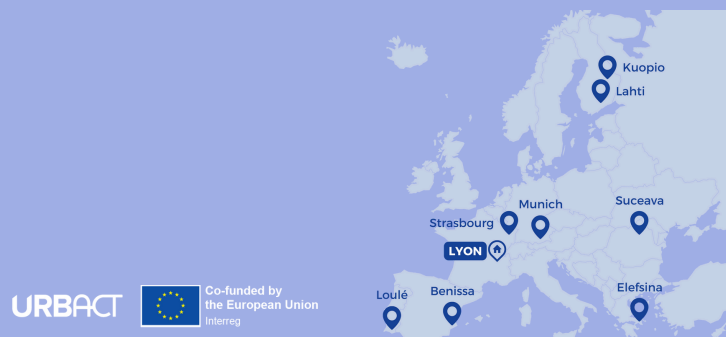 Kuopio
Lahti
Munich
Suceava
Strasbourg
LYON
Loulé
Benissa
Elefsina
URBACT
Co-funded by
the European Union
Interreg